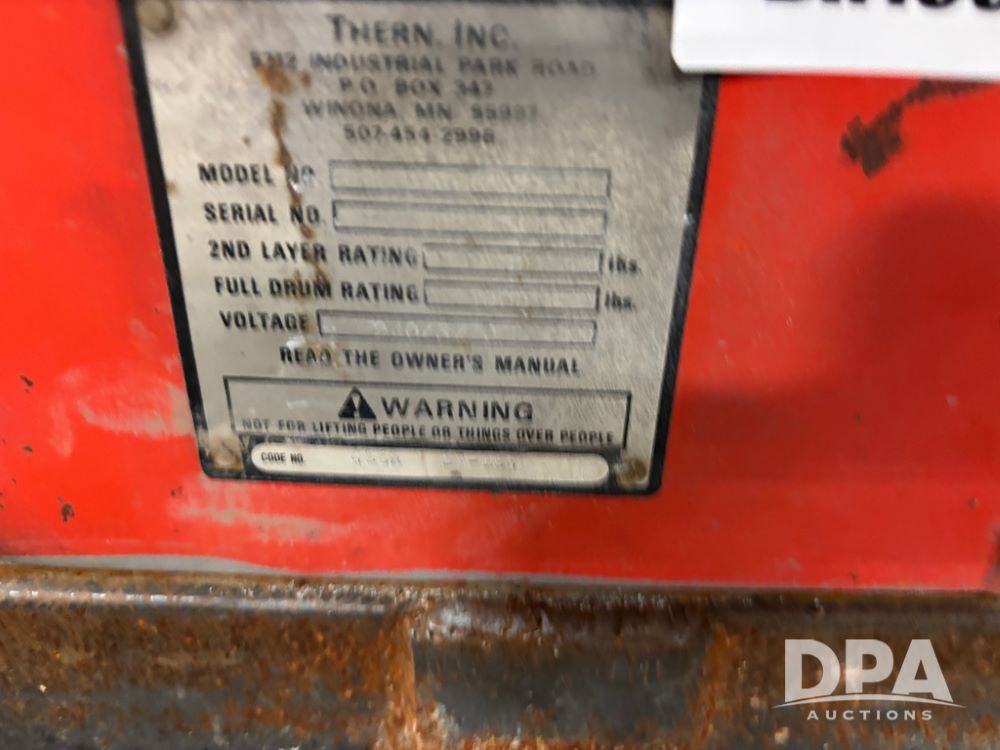 THERN, INC.
5712 INDUSTRIAL PARK ROAD
P.O. BOX 347
WINONA MN 55987
507-454-2996
MODEL NO.
SERIAL NO.
2ND LAYER RATING lbs.
FULL DRUM RATING lbs.
VOLTAGE
READ THE OWNER'S MANUAL
WARNING
NOT FOR LIFTING PEOPLE OR THINGS OVER PEOPLE
CODE NO.
DPA
AUCTIONS